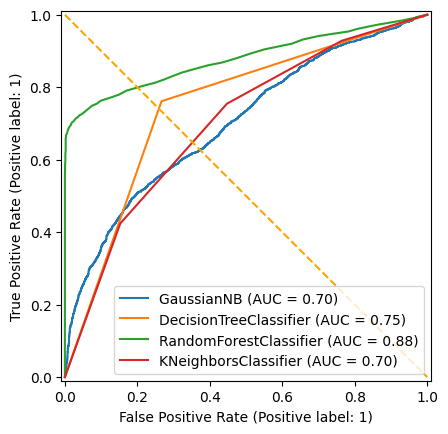 1.0
0.8
0.6
0.4
0.2
0.0
True Positive Rate (Positive label: 1)
GaussianNB (AUC = 0.70)
DecisionTreeClassifier (AUC = 0.75)
RandomForestClassifier (AUC = 0.88)
KNeighborsClassifier (AUC = 0.70)
0.0 0.2 0.4 0.6 0.8 1.0
False Positive Rate (Positive label: 1)